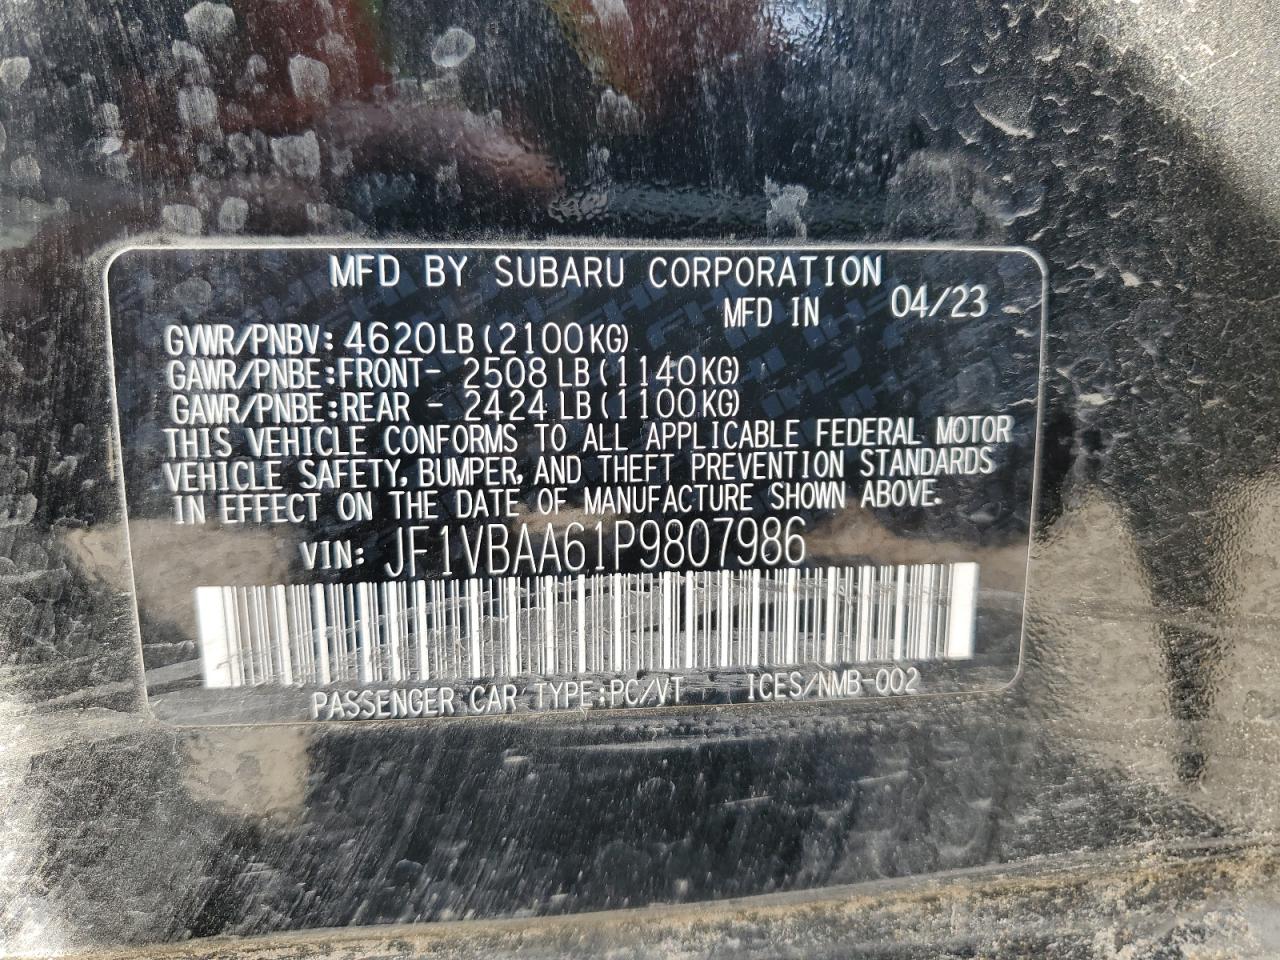 MFD BY SUBARU CORPORATION
MFD IN 04/23
GVWR/PNBV: 4620LB (2100KG)
GAWR/PNBE:FRONT- 2508 LB (1140KG)
GAWR/PNBE:REAR - 2424 LB (1100KG)
THIS VEHICLE CONFORMS TO ALL APPLICABLE FEDERAL MOTOR
VEHICLE SAFETY, BUMPER, AND THEFT PREVENTION STANDARDS
IN EFFECT ON THE DATE OF MANUFACTURE SHOWN ABOVE.
VIN: JF1VBAA61P9807986
PASSENGER CAR TYPE:PC/VT ICES/NMB-002